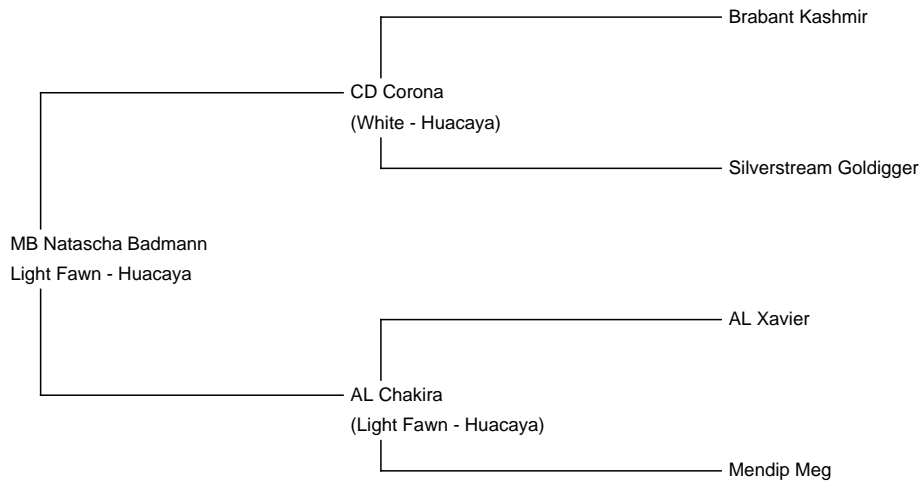 Brabant Kashmir
CD Corona
(White - Huacaya)
Silverstream Goldigger
MB Natascha Badmann
Light Fawn - Huacaya
AL Xavier
AL Chakira
(Light Fawn - Huacaya)
Mendip Meg